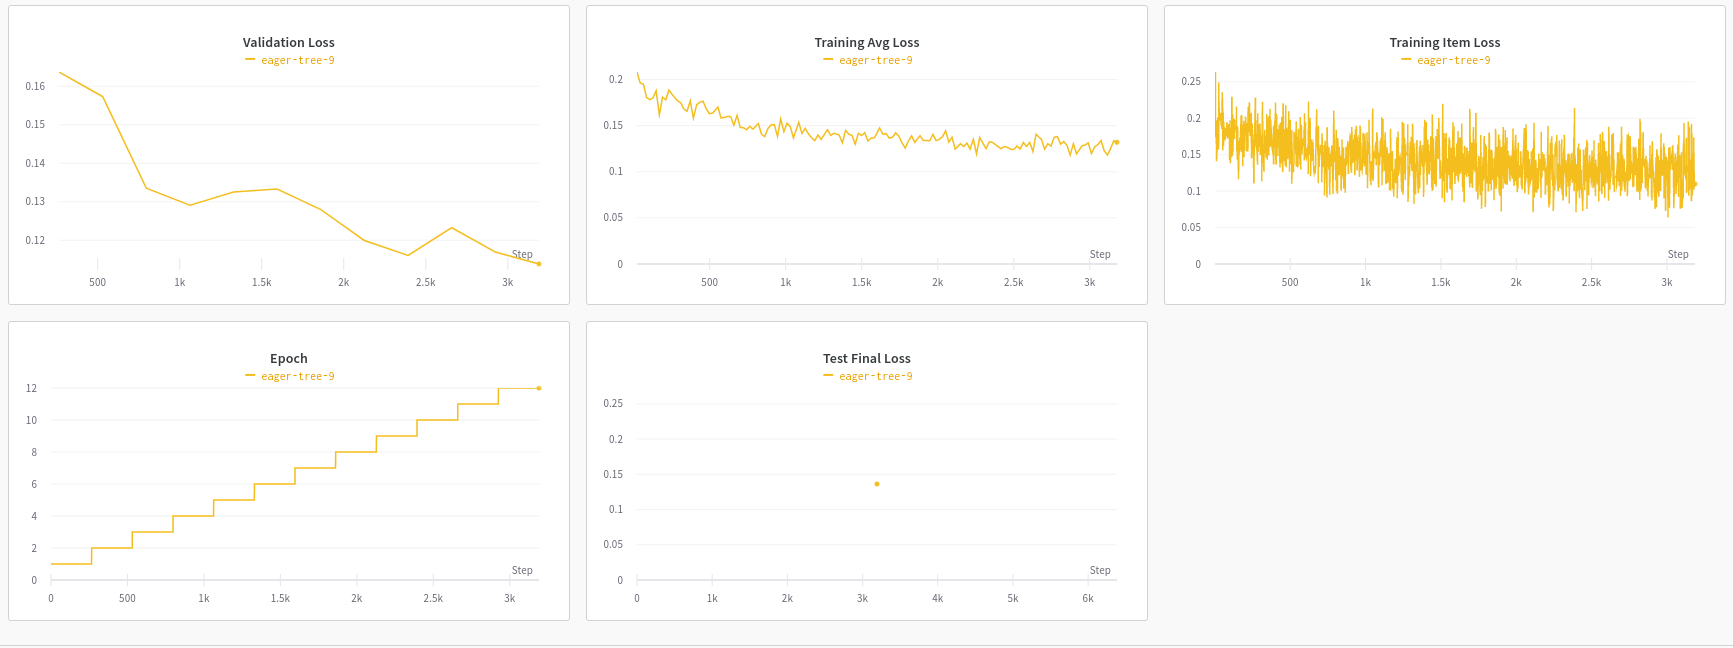 Validation Loss
eager-tree-9
0.16
0.15
0.14
0.13
0.12
Step
500 1k 1.5k 2k 2.5k 3k
Training Avg Loss
eager-tree-9
0.2
0.15
0.1
0.05
0
Step
500 1k 1.5k 2k 2.5k 3k
Training Item Loss
eager-tree-9
0.25
0.2
0.15
0.1
0.05
0
Step
500 1k 1.5k 2k 2.5k 3k
Epoch
eager-tree-9
12
10
8
6
4
2
0
Step
0 500 1k 1.5k 2k 2.5k 3k
Test Final Loss
eager-tree-9
0.25
0.2
0.15
0.1
0.05
0
Step
0 1k 2k 3k 4k 5k 6k